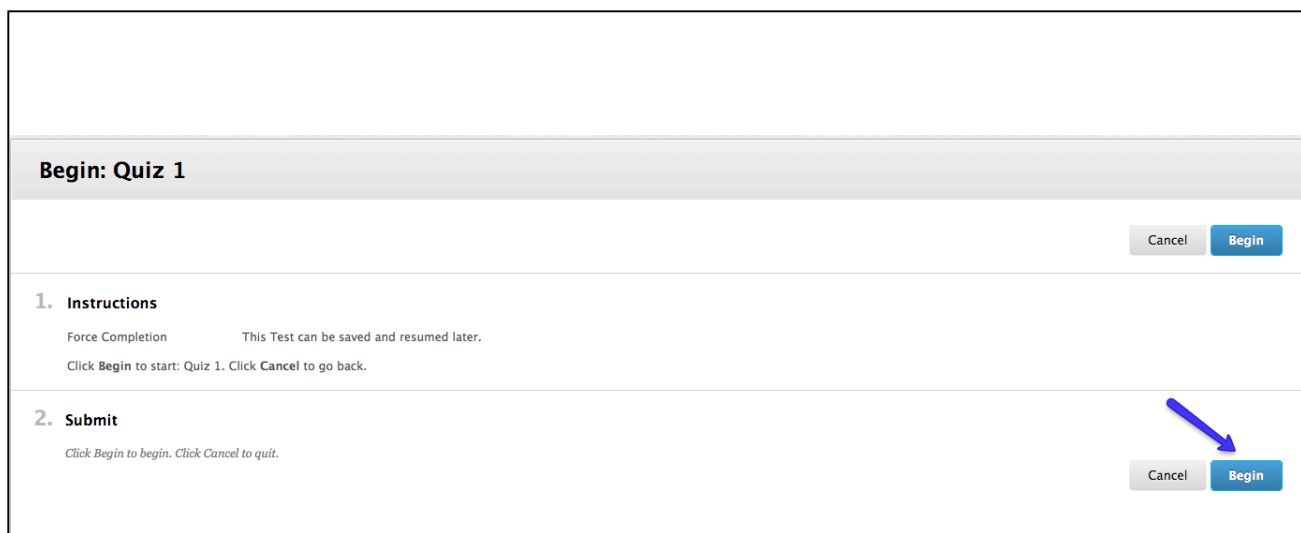 Begin: Quiz 1
Cancel Begin
1. Instructions
Force Completion This Test can be saved and resumed later.
Click Begin to start: Quiz 1. Click Cancel to go back.
2. Submit
Click Begin to begin. Click Cancel to quit.
Cancel Begin